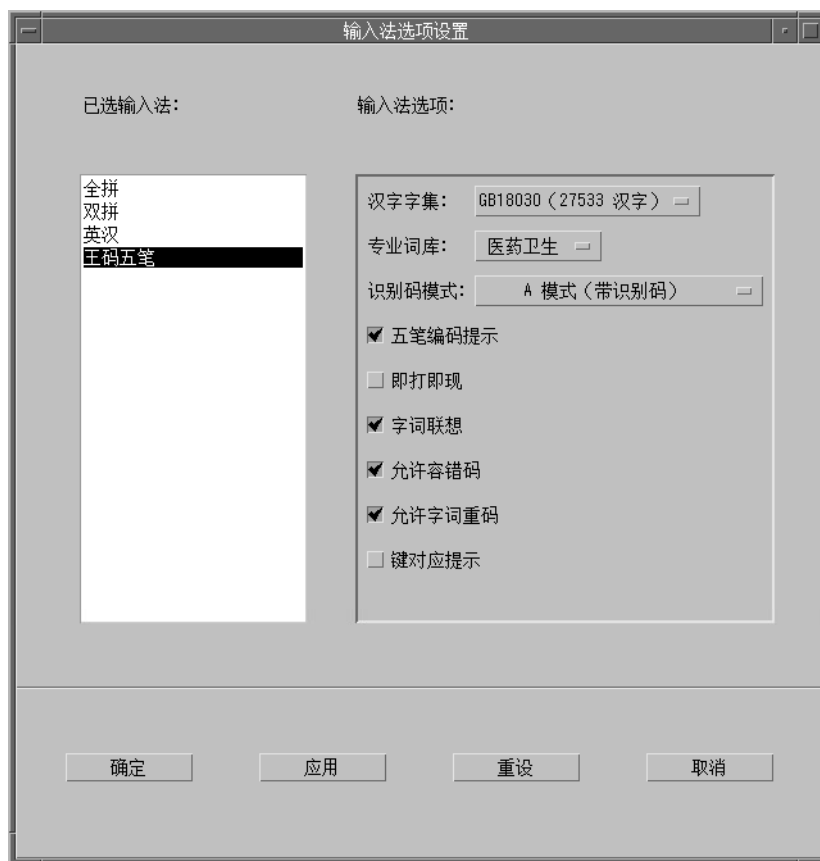 输入法选项设置
已选输入法：
输入法选项：
全拼
双拼
英汉
王码五笔
汉字字集： GB18030（27533 汉字）
专业词库： 医药卫生
识别码模式： A 模式（带识别码）
五笔编码提示
即打即现
字词联想
允许容错码
允许字词重码
键对应提示
确定
应用
重设
取消